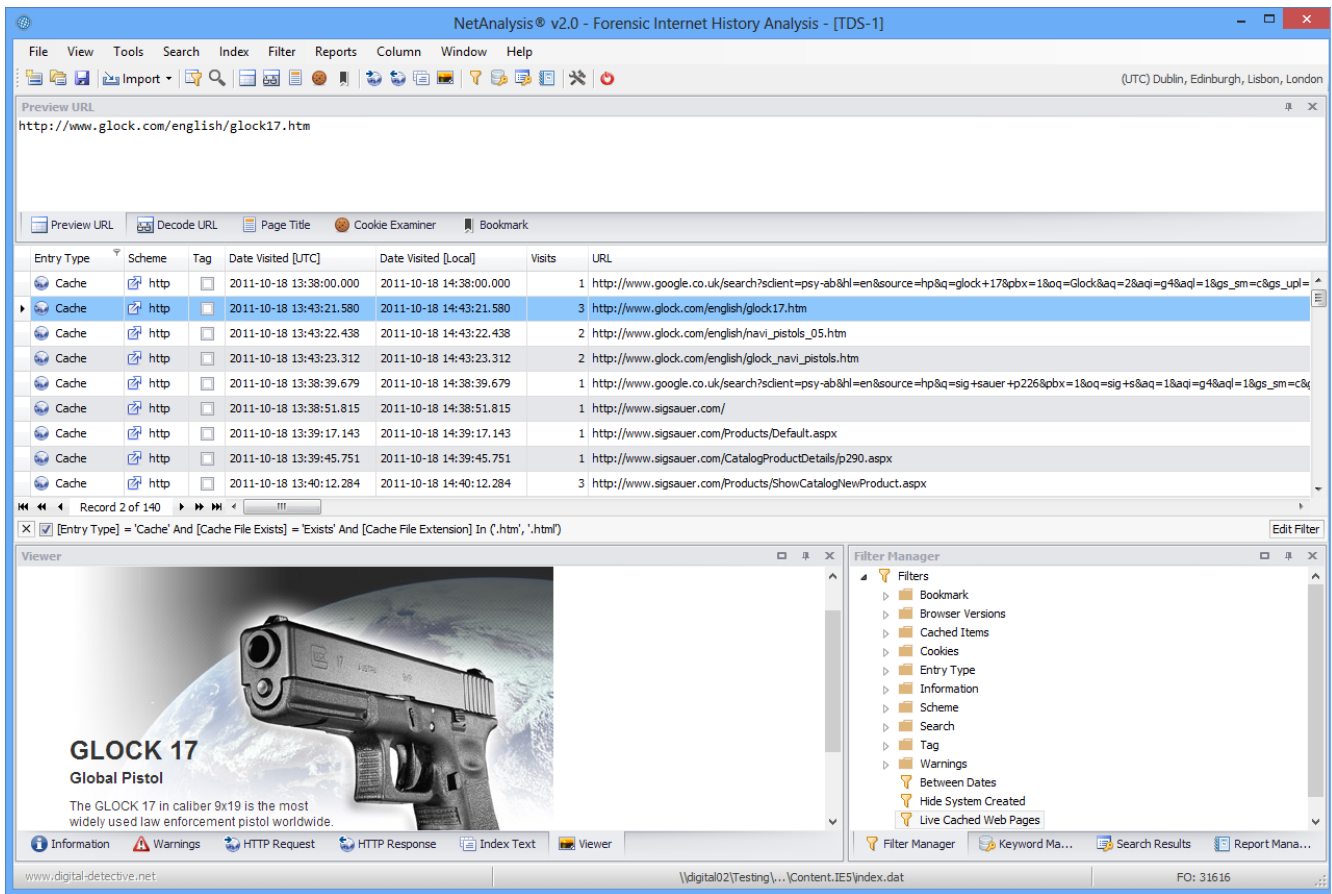 NetAnalysis® v2.0 - Forensic Internet History Analysis - [TDS-1]
File View Tools Search Index Filter Reports Column Window Help
Import (UTC) Dublin, Edinburgh, Lisbon, London
Preview URL
http://www.glock.com/english/glock17.htm
Preview URL Decode URL Page Title Cookie Examiner Bookmark
Entry Type Scheme Tag Date Visited [UTC] Date Visited [Local] Visits URL
Cache http 2011-10-18 13:38:00.000 2011-10-18 14:38:00.000 1 http://www.google.co.uk/search?sclient=psy-ab&hl=en&source=hp&q=glock+17&pbx=1&oq=Glock&aq=2&aqi=g4&aql=1&gs_sm=c&gs_upl=
Cache http 2011-10-18 13:43:21.580 2011-10-18 14:43:21.580 3 http://www.glock.com/english/glock17.htm
Cache http 2011-10-18 13:43:22.438 2011-10-18 14:43:22.438 2 http://www.glock.com/english/navi_pistols_05.htm
Cache http 2011-10-18 13:43:23.312 2011-10-18 14:43:23.312 2 http://www.glock.com/english/glock_navi_pistols.htm
Cache http 2011-10-18 13:38:39.679 2011-10-18 14:38:39.679 1 http://www.google.co.uk/search?sclient=psy-ab&hl=en&source=hp&q=sig+sauer+p226&pbx=1&oq=sig+s&aq=1&aqi=g4&aql=1&gs_sm=c&g
Cache http 2011-10-18 13:38:51.815 2011-10-18 14:38:51.815 1 http://www.sigsauer.com/
Cache http 2011-10-18 13:39:17.143 2011-10-18 14:39:17.143 1 http://www.sigsauer.com/Products/Default.aspx
Cache http 2011-10-18 13:39:45.751 2011-10-18 14:39:45.751 1 http://www.sigsauer.com/CatalogProductDetails/p290.aspx
Cache http 2011-10-18 13:40:12.284 2011-10-18 14:40:12.284 3 http://www.sigsauer.com/Products/ShowCatalogNewProduct.aspx
Record 2 of 140
[Entry Type] = 'Cache' And [Cache File Exists] = 'Exists' And [Cache File Extension] In ('.htm', '.html') Edit Filter
Viewer
GLOCK 17
GLOCK 17
Global Pistol
The GLOCK 17 in caliber 9x19 is the most
widely used law enforcement pistol worldwide.
Information Warnings HTTP Request HTTP Response Index Text Viewer
Filter Manager
Filters
Bookmark
Browser Versions
Cached Items
Cookies
Entry Type
Information
Scheme
Search
Tag
Warnings
Between Dates
Hide System Created
Live Cached Web Pages
Filter Manager Keyword Ma... Search Results Report Mana...
www.digital-detective.net \\digital02\Testing\...\Content.IE5\index.dat FO: 31616